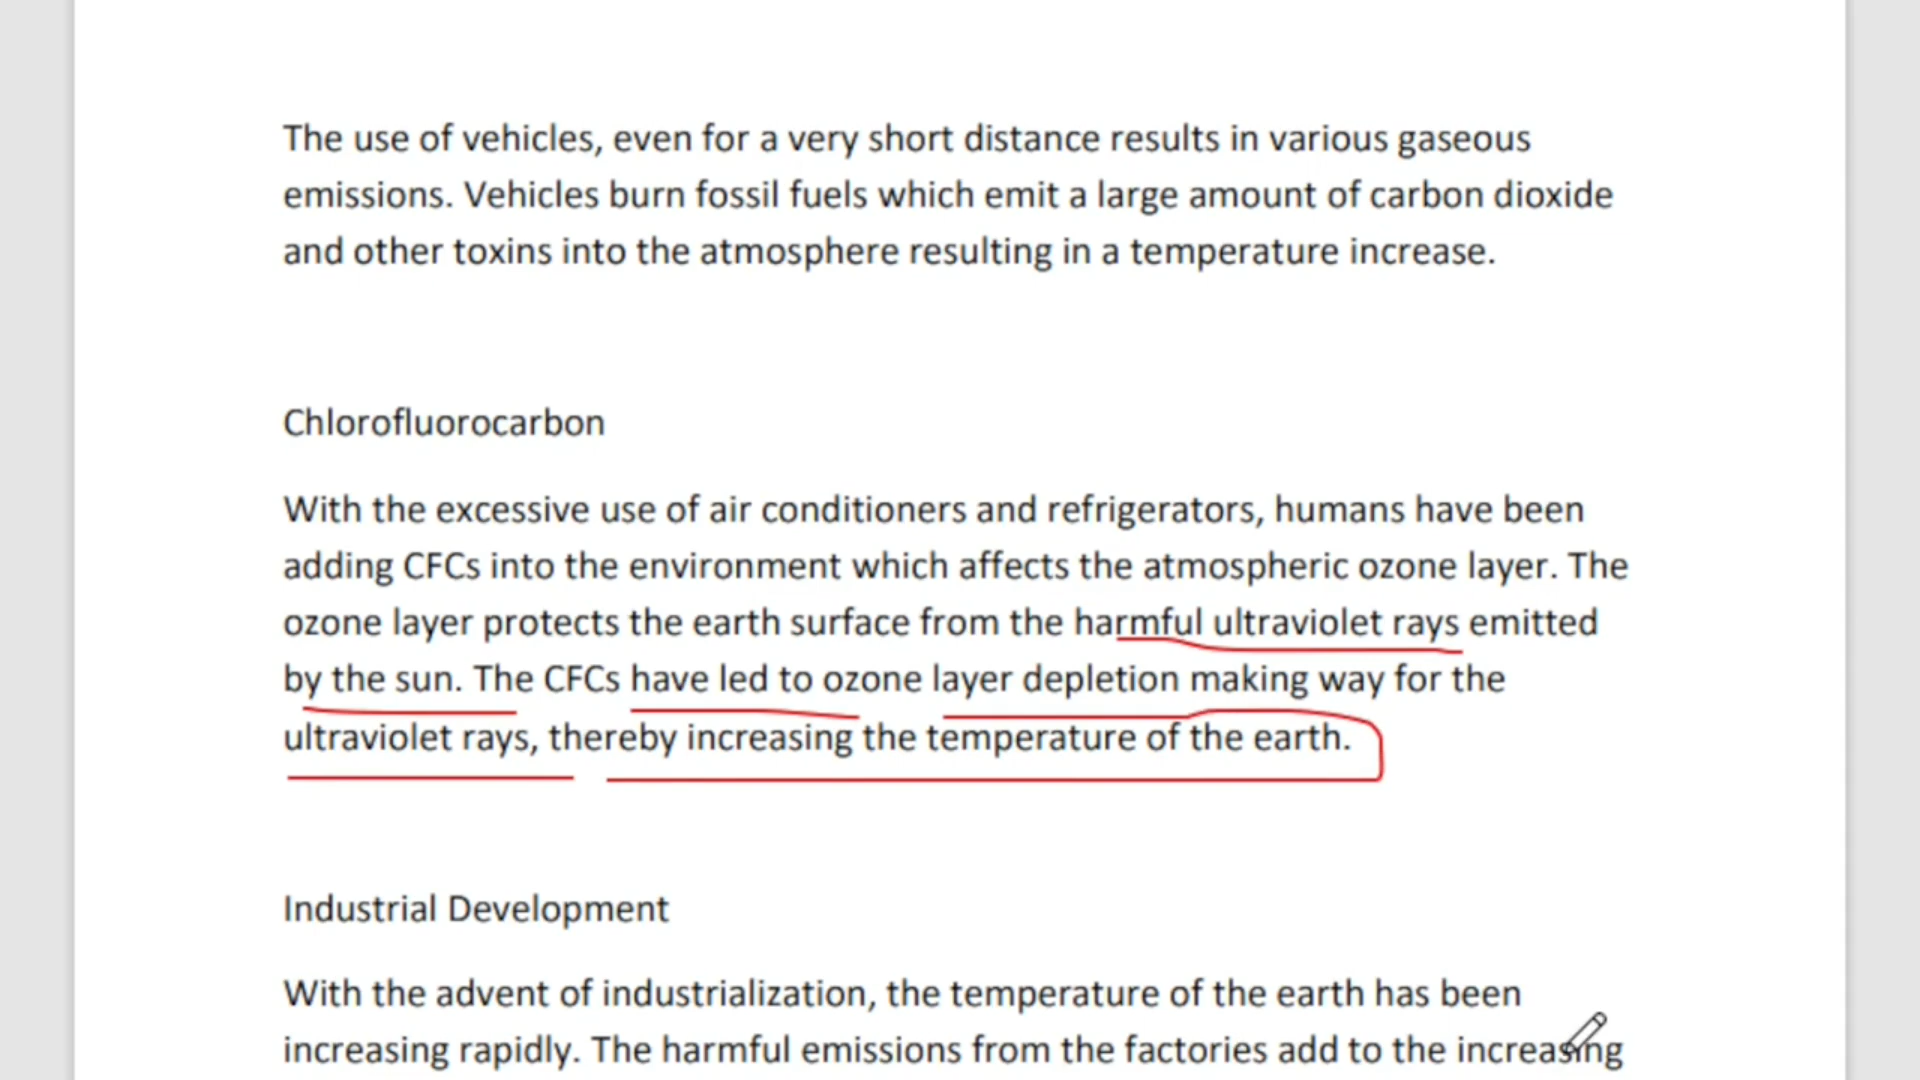 The use of vehicles, even for a very short distance results in various gaseous
emissions. Vehicles burn fossil fuels which emit a large amount of carbon dioxide
and other toxins into the atmosphere resulting in a temperature increase.
Chlorofluorocarbon
With the excessive use of air conditioners and refrigerators, humans have been
adding CFCs into the environment which affects the atmospheric ozone layer. The
ozone layer protects the earth surface from the harmful ultraviolet rays emitted
by the sun. The CFCs have led to ozone layer depletion making way for the
ultraviolet rays, thereby increasing the temperature of the earth.
Industrial Development
With the advent of industrialization, the temperature of the earth has been
increasing rapidly. The harmful emissions from the factories add to the increasing